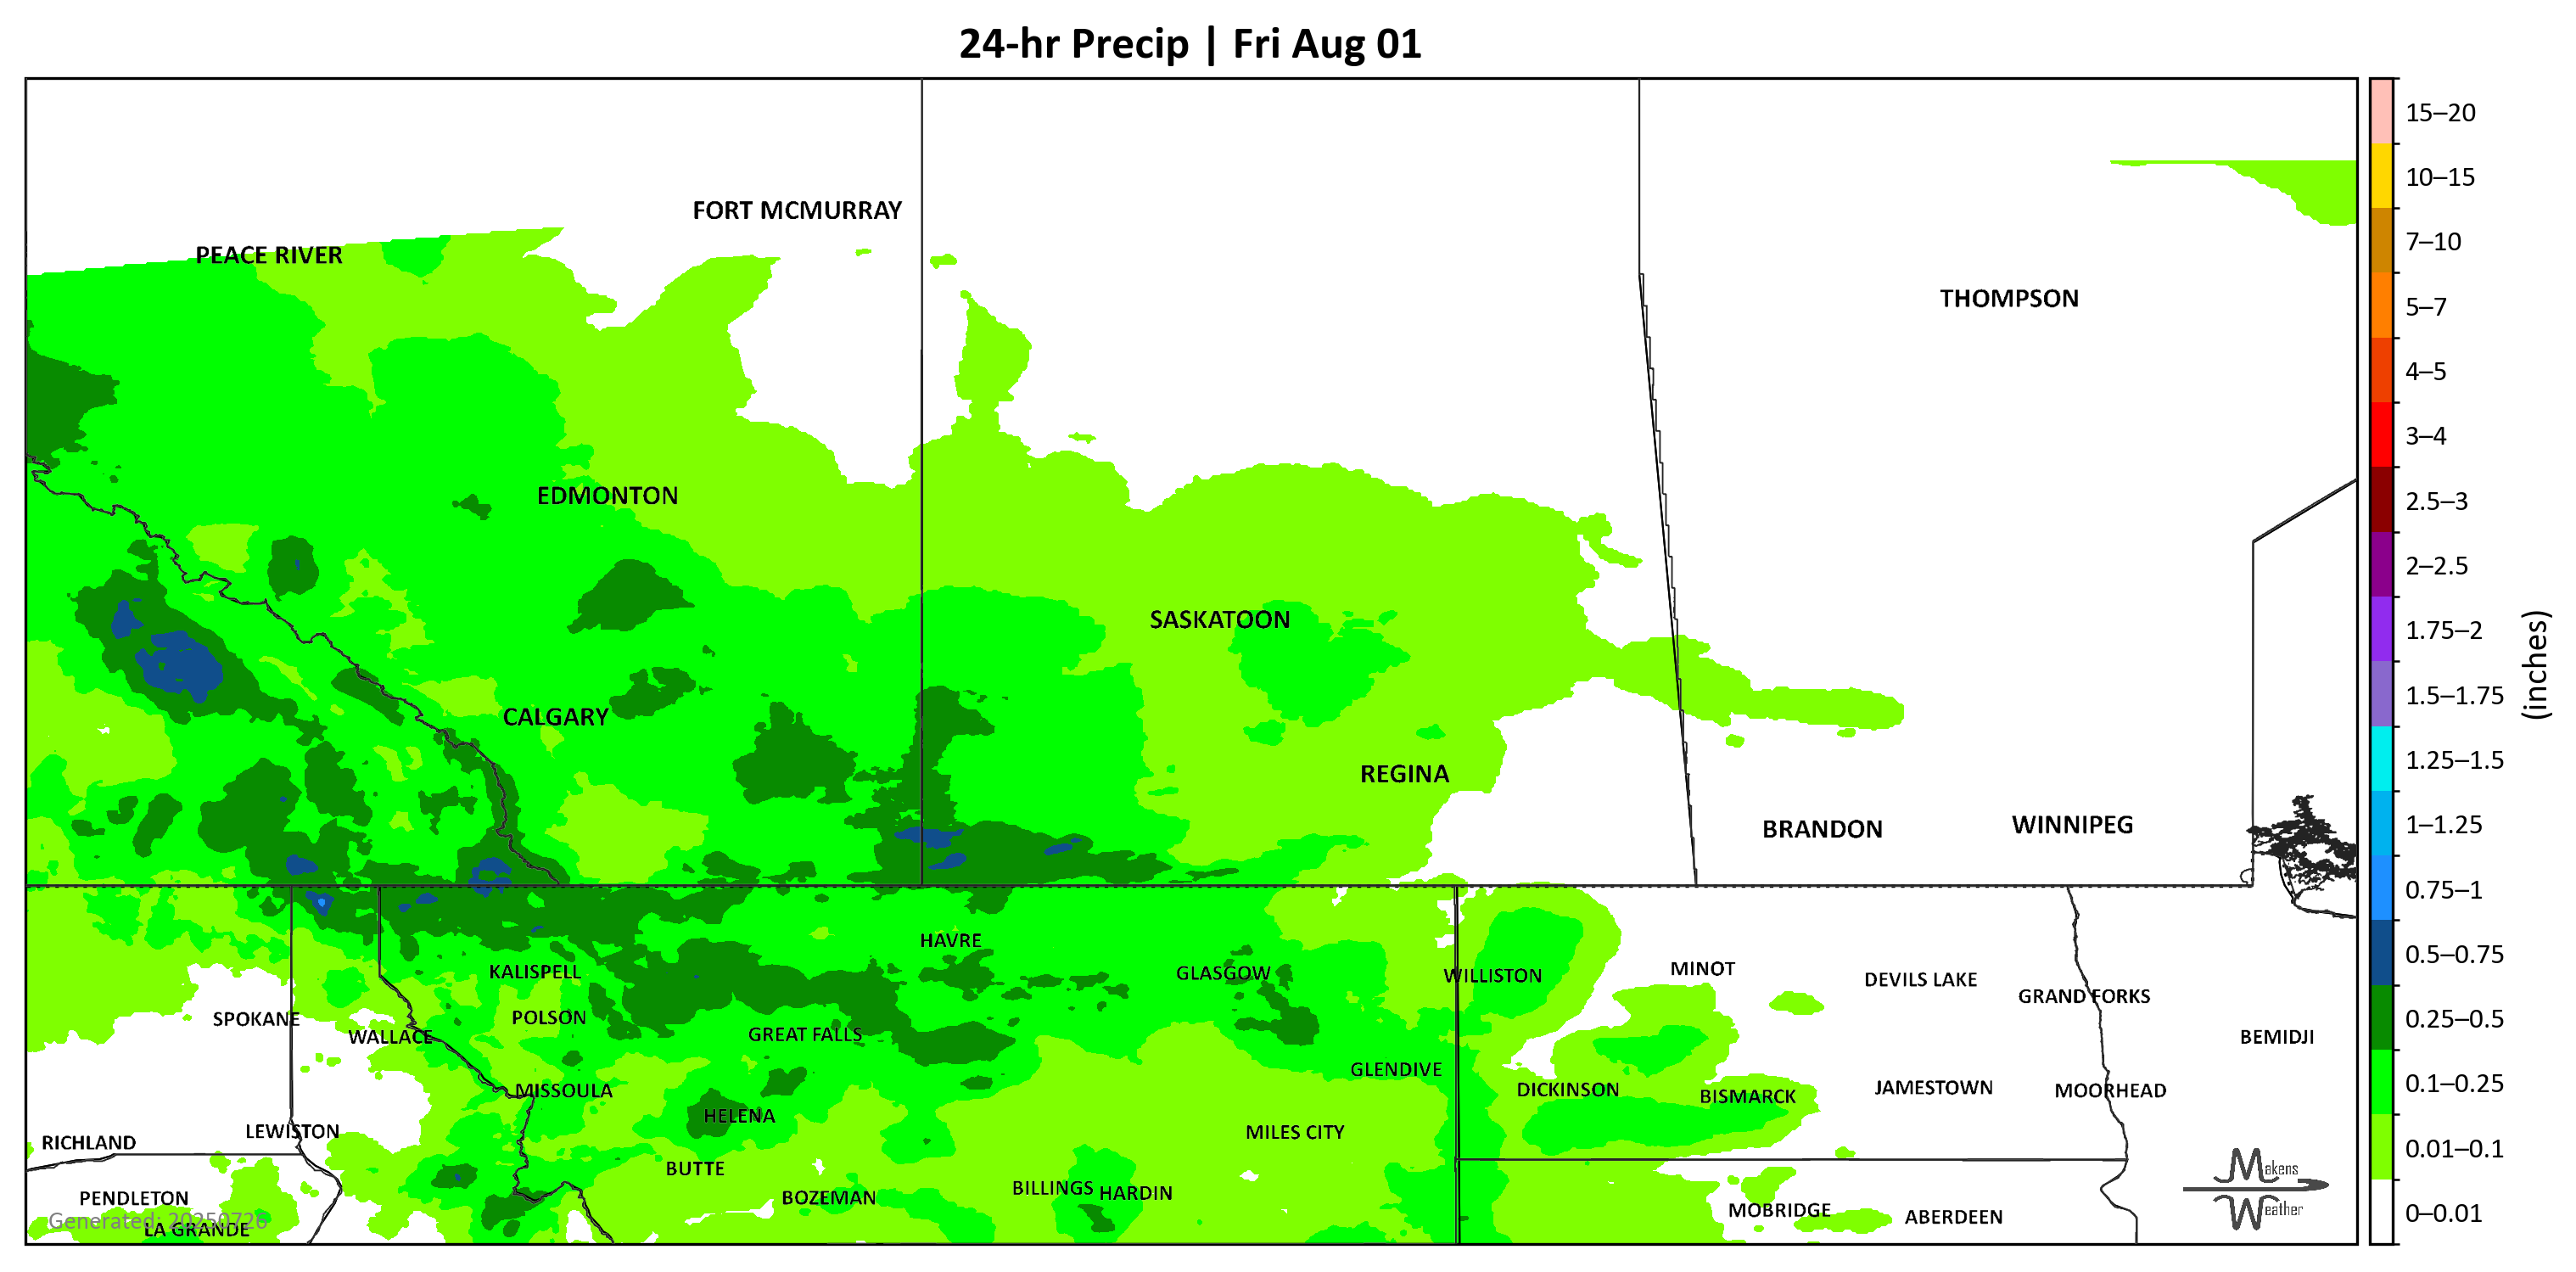 24-hr Precip | Fri Aug 01
FORT MCMURRAY
PEACE RIVER
THOMPSON
EDMONTON
SASKATOON
CALGARY
REGINA
BRANDON
WINNIPEG
HAVRE
KALISPELL
GLASGOW
WILLISTON
MINOT
DEVILS LAKE
GRAND FORKS
SPOKANE
POLSON
WALLACE
GREAT FALLS
BEMIDJI
GLENDIVE
MISSOULA
DICKINSON
BISMARCK
JAMESTOWN
MOORHEAD
HELENA
RICHLAND
LEWISTON
MILES CITY
BUTTE
PENDLETON
BOZEMAN
BILLINGS
HARDIN
MOBRIDGE
ABERDEEN
Generated: 20250726
LA GRANDE
Makens
Weather
15–20
10–15
7–10
5–7
4–5
3–4
2.5–3
2–2.5
1.75–2
1.5–1.75
1.25–1.5
1–1.25
0.75–1
0.5–0.75
0.25–0.5
0.1–0.25
0.01–0.1
0–0.01
(inches)